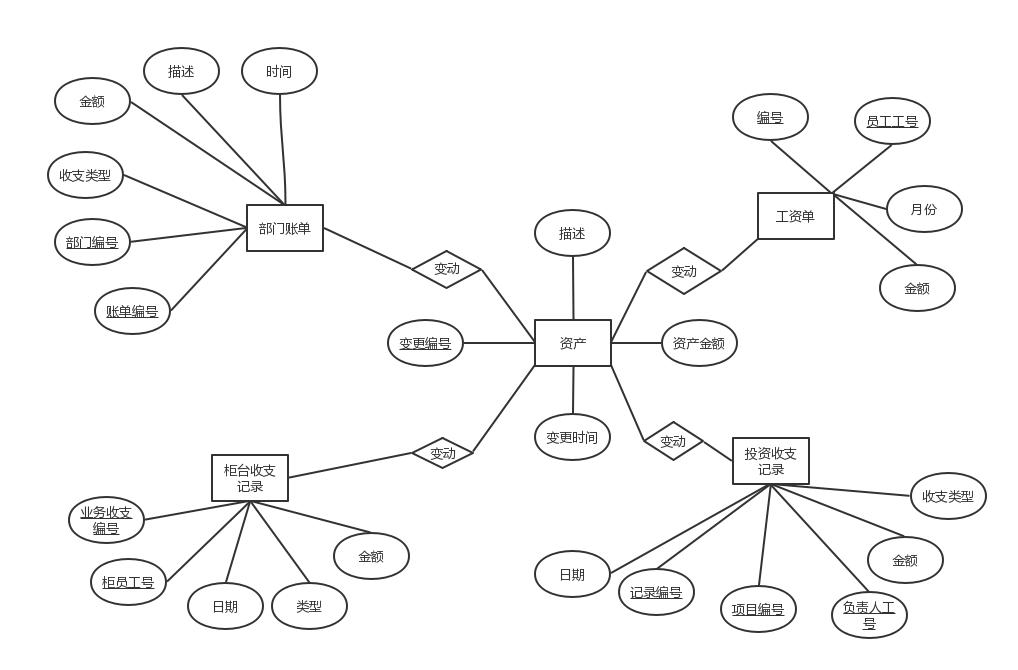 描述
时间
金额
编号
员工工号
收支类型
月份
工资单
部门账单
描述
部门编号
变动
变动
金额
账单编号
变更编号
资产
资产金额
变更时间
变动
变动
投资收支
记录
柜台收支
记录
收支类型
业务收支
编号
金额
金额
日期
柜员工号
记录编号
日期
类型
项目编号
负责人工
号